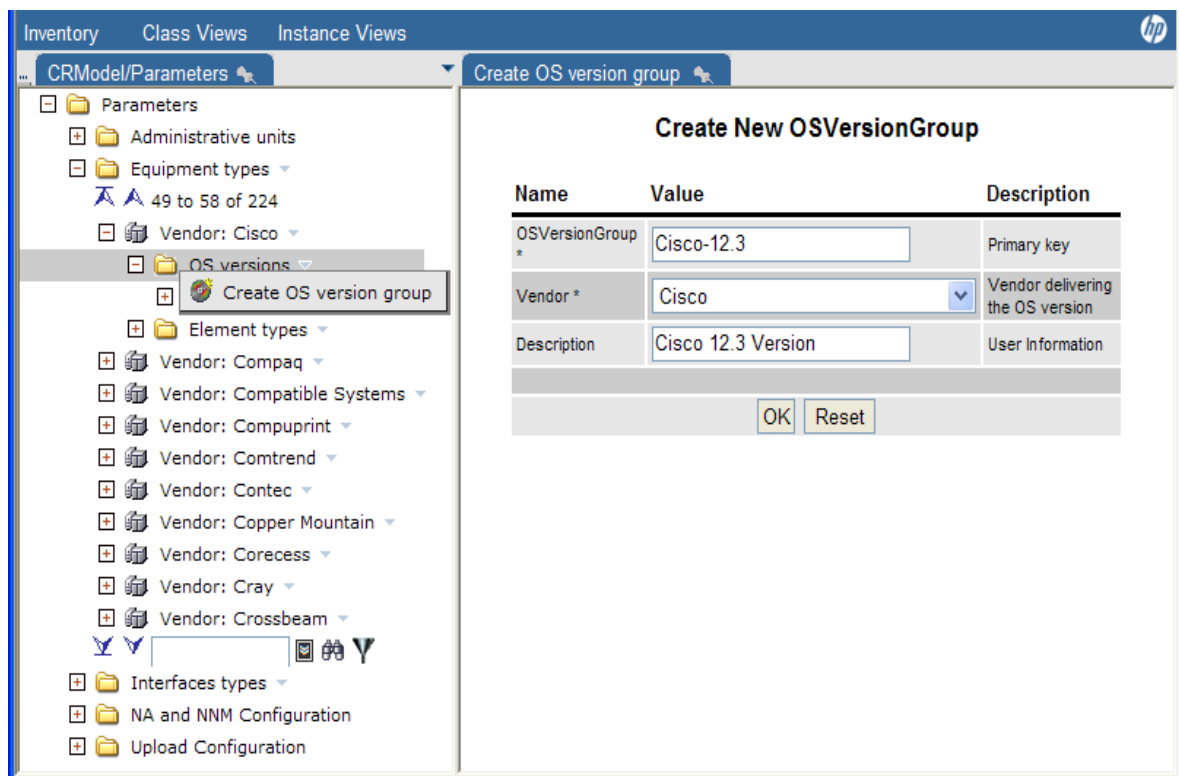 Inventory Class Views Instance Views
hp
... CRModel/Parameters
Create OS version group
Parameters
Administrative units
Equipment types
49 to 58 of 224
Vendor: Cisco
OS versions
Create OS version group
Element types
Vendor: Compaq
Vendor: Compatible Systems
Vendor: Compuprint
Vendor: Comtrend
Vendor: Contec
Vendor: Copper Mountain
Vendor: Corecess
Vendor: Cray
Vendor: Crossbeam
Interfaces types
NA and NNM Configuration
Upload Configuration
Create New OSVersionGroup
Name Value Description
OSVersionGroup
*
Cisco-12.3
Primary key
Vendor *
Cisco
Vendor delivering
the OS version
Description
Cisco 12.3 Version
User Information
OK Reset